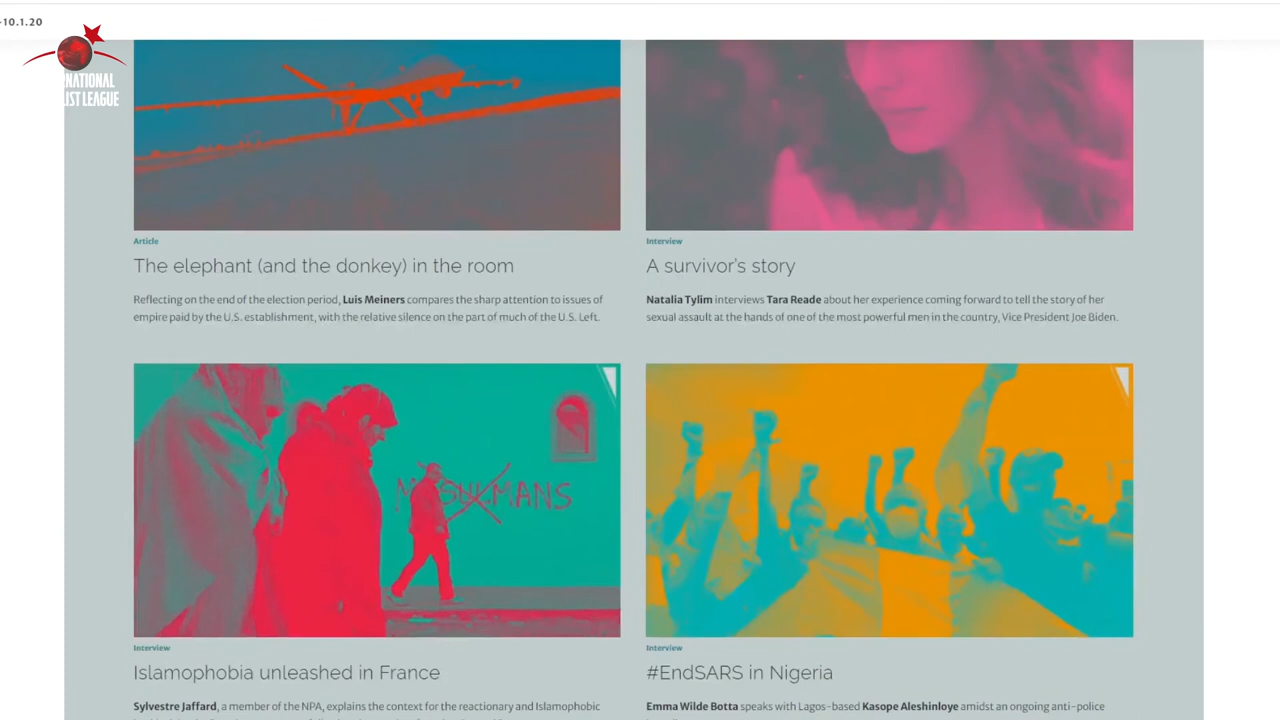 -10.1.20
NATIONAL
IST LEAGUE
Article
The elephant (and the donkey) in the room
Reflecting on the end of the election period, Luis Meiners compares the sharp attention to issues of
empire paid by the U.S. establishment, with the relative silence on the part of much of the U.S. Left.
Interview
A survivor's story
Natalia Tylim interviews Tara Reade about her experience coming forward to tell the story of her
sexual assault at the hands of one of the most powerful men in the country, Vice President Joe Biden.
MUSULMANS
Interview
Islamophobia unleashed in France
Sylvestre Jaffard, a member of the NPA, explains the context for the reactionary and Islamophobic
Interview
#EndSARS in Nigeria
Emma Wilde Botta speaks with Lagos-based Kasope Aleshinloye amidst an ongoing anti-police